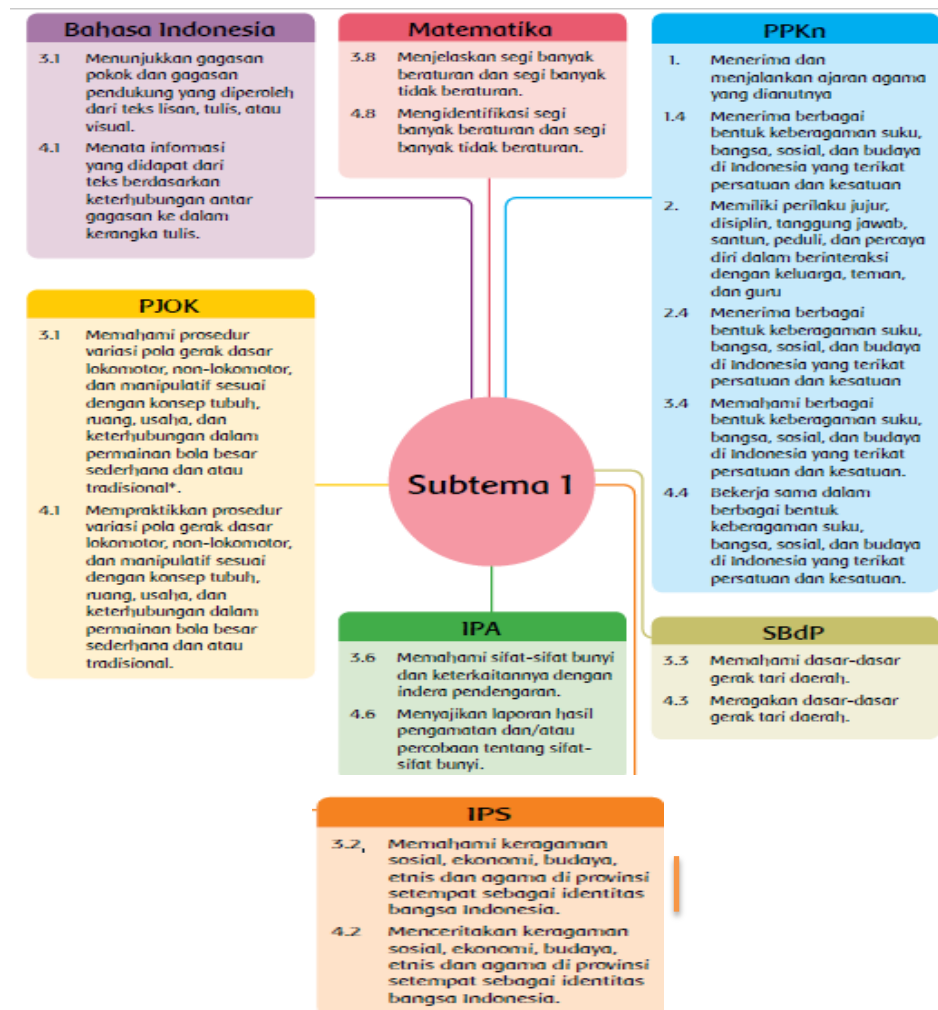 Bahasa Indonesia
3.1 Menunjukkan gagasan
pokok dan gagasan
pendukung yang diperoleh
dari teks lisan, tulis, atau
visual.
4.1 Menata informasi
yang didapat dari
teks berdasarkan
keterhubungan antar
gagasan ke dalam
kerangka tulis.
Matematika
3.8 Menjelaskan segi banyak
beraturan dan segi banyak
tidak beraturan.
4.8 Mengidentifikasi segi
banyak beraturan dan segi
banyak tidak beraturan.
PPKn
1. Menerima dan
menjalankan ajaran agama
yang dianutnya
1.4 Menerima berbagai
bentuk keberagaman suku,
bangsa, sosial, dan budaya
di Indonesia yang terikat
persatuan dan kesatuan
2. Memiliki perilaku jujur,
disiplin, tanggung jawab,
santun, peduli, dan percaya
diri dalam berinteraksi
dengan keluarga, teman,
dan guru
2.4 Menerima berbagai
bentuk keberagaman suku,
bangsa, sosial, dan budaya
di Indonesia yang terikat
persatuan dan kesatuan
3.4 Memahami berbagai
bentuk keberagaman suku,
bangsa, sosial, dan budaya
di Indonesia yang terikat
persatuan dan kesatuan.
4.4 Bekerja sama dalam
berbagai bentuk
keberagaman suku,
bangsa, sosial, dan budaya
di Indonesia yang terikat
persatuan dan kesatuan.
PJOK
3.1 Memahami prosedur
variasi pola gerak dasar
lokomotor, non-lokomotor,
dan manipulatif sesuai
dengan konsep tubuh,
ruang, usaha, dan
keterhubungan dalam
permainan bola besar
sederhana dan atau
tradisional*.
4.1 Mempraktikkan prosedur
variasi pola gerak dasar
lokomotor, non-lokomotor,
dan manipulatif sesuai
dengan konsep tubuh,
ruang, usaha, dan
keterhubungan dalam
permainan bola besar
sederhana dan atau
tradisional.
Subtema 1
IPA
3.6 Memahami sifat-sifat bunyi
dan keterkaitannya dengan
indera pendengaran.
4.6 Menyajikan laporan hasil
pengamatan dan/atau
percobaan tentang sifat-
sifat bunyi.
SBdP
3.3 Memahami dasar-dasar
gerak tari daerah.
4.3 Meragakan dasar-dasar
gerak tari daerah.
IPS
3.2, Memahami keragaman
sosial, ekonomi, budaya,
etnis dan agama di provinsi
setempat sebagai identitas
bangsa Indonesia.
4.2 Menceritakan keragaman
sosial, ekonomi, budaya,
etnis dan agama di provinsi
setempat sebagai identitas
bangsa Indonesia.